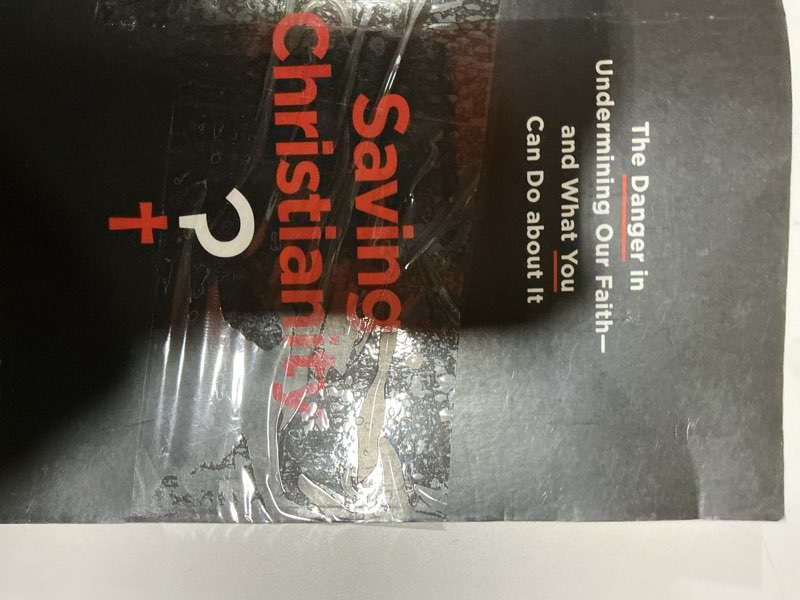 The Danger in
Undermining Our Faith—
and What You
Can Do about It
Saving
Christianity
?